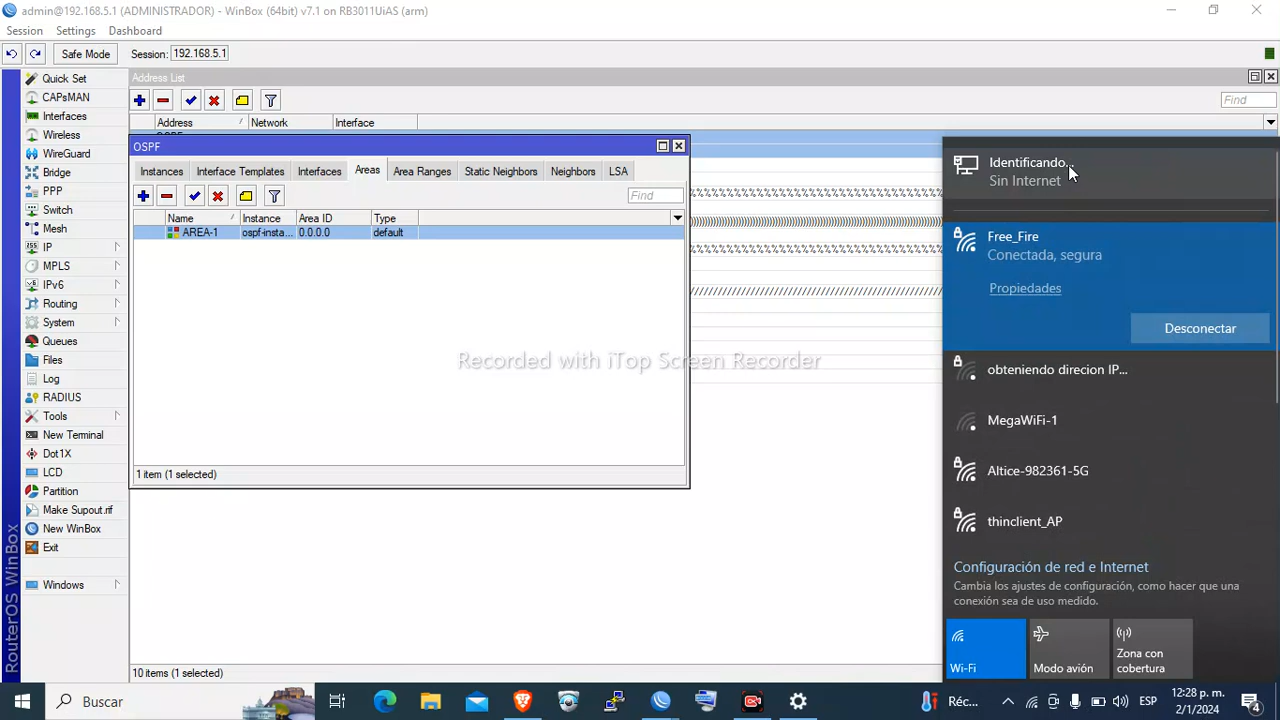 admin@192.168.5.1 (ADMINISTRADOR) - WinBox (64bit) v7.1 on RB3011UiAS (arm)
Session Settings Dashboard
Safe Mode Session: 192.168.5.1
Quick Set
CAPsMAN
Interfaces
Wireless
WireGuard
Bridge
PPP
Switch
Mesh
IP
MPLS
IPv6
Routing
System
Queues
Files
Log
RADIUS
Tools
New Terminal
Dot1X
LCD
Partition
Make Supout.rif
New WinBox
Exit
Windows
RouterOS WinBox
Address List
Find
Address Network Interface
OSPF
Instances Interface Templates Interfaces Areas Area Ranges Static Neighbors Neighbors LSA
Find
Name Instance Area ID Type
AREA-1 ospf-insta... 0.0.0.0 default
1 item (1 selected)
10 items (1 selected)
Recorded with iTop Screen Recorder
Identificando...
Sin Internet
Free_Fire
Conectada, segura
Propiedades
Desconectar
obteniendo direcion IP...
MegaWiFi-1
Altice-982361-5G
thinclient_AP
Configuración de red e Internet
Cambia los ajustes de configuración, como hacer que una
conexión sea de uso medido.
Wi-Fi
Modo avión
Zona con
cobertura
Buscar
Réc...
ESP
12:28 p. m.
2/1/2024
4